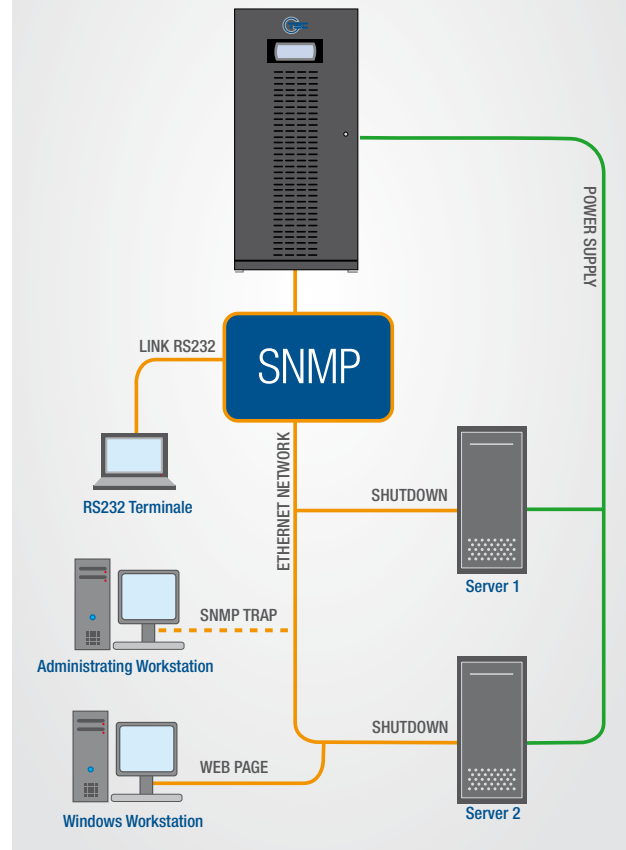 POWER SUPPLY
LINK RS232
SNMP
RS232 Terminale
ETHERNET NETWORK
SHUTDOWN
Server 1
SNMP TRAP
Administrating Workstation
SHUTDOWN
WEB PAGE
Server 2
Windows Workstation